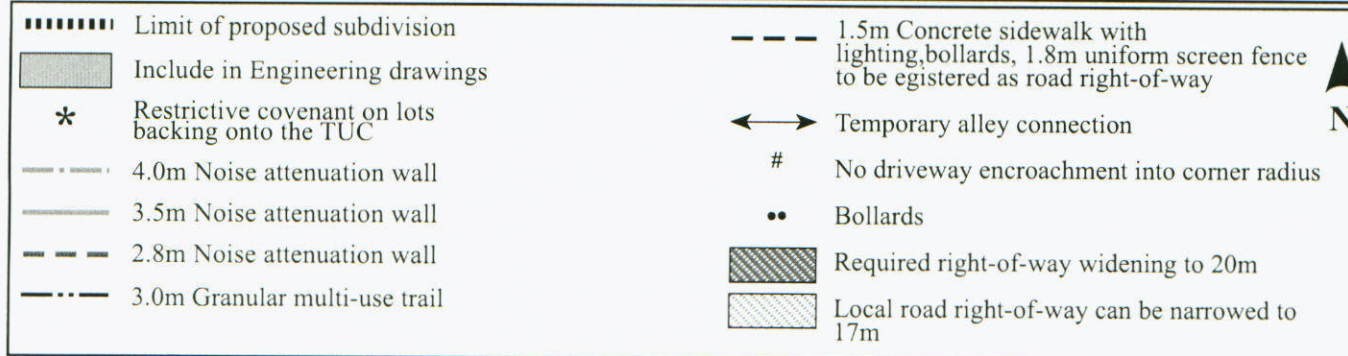 Limit of proposed subdivision
Include in Engineering drawings
* Restrictive covenant on lots
backing onto the TUC
4.0m Noise attenuation wall
3.5m Noise attenuation wall
2.8m Noise attenuation wall
3.0m Granular multi-use trail
1.5m Concrete sidewalk with
lighting,bollards, 1.8m uniform screen fence
to be egistered as road right-of-way
Temporary alley connection
# No driveway encroachment into corner radius
Bollards
Required right-of-way widening to 20m
Local road right-of-way can be narrowed to
17m
N